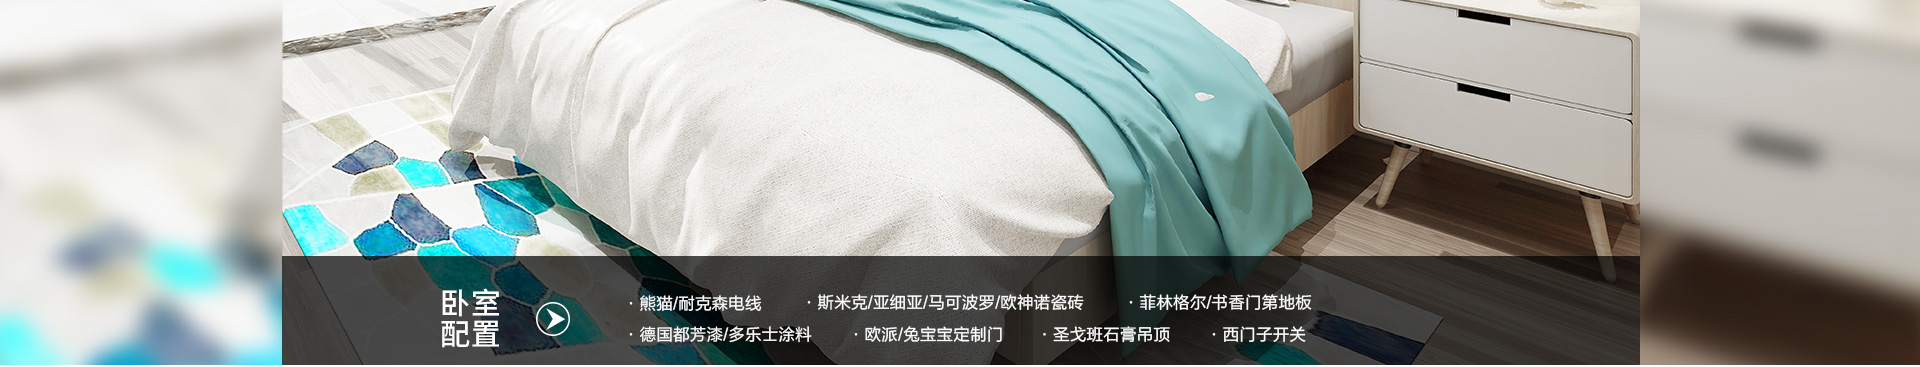 卧室
配置
· 熊猫/耐克森电线 · 斯米克/亚细亚/马可波罗/欧神诺瓷砖 · 菲林格尔/书香门第地板
· 德国都芳漆/多乐士涂料 · 欧派/兔宝宝定制门 · 圣戈班石膏吊顶 · 西门子开关